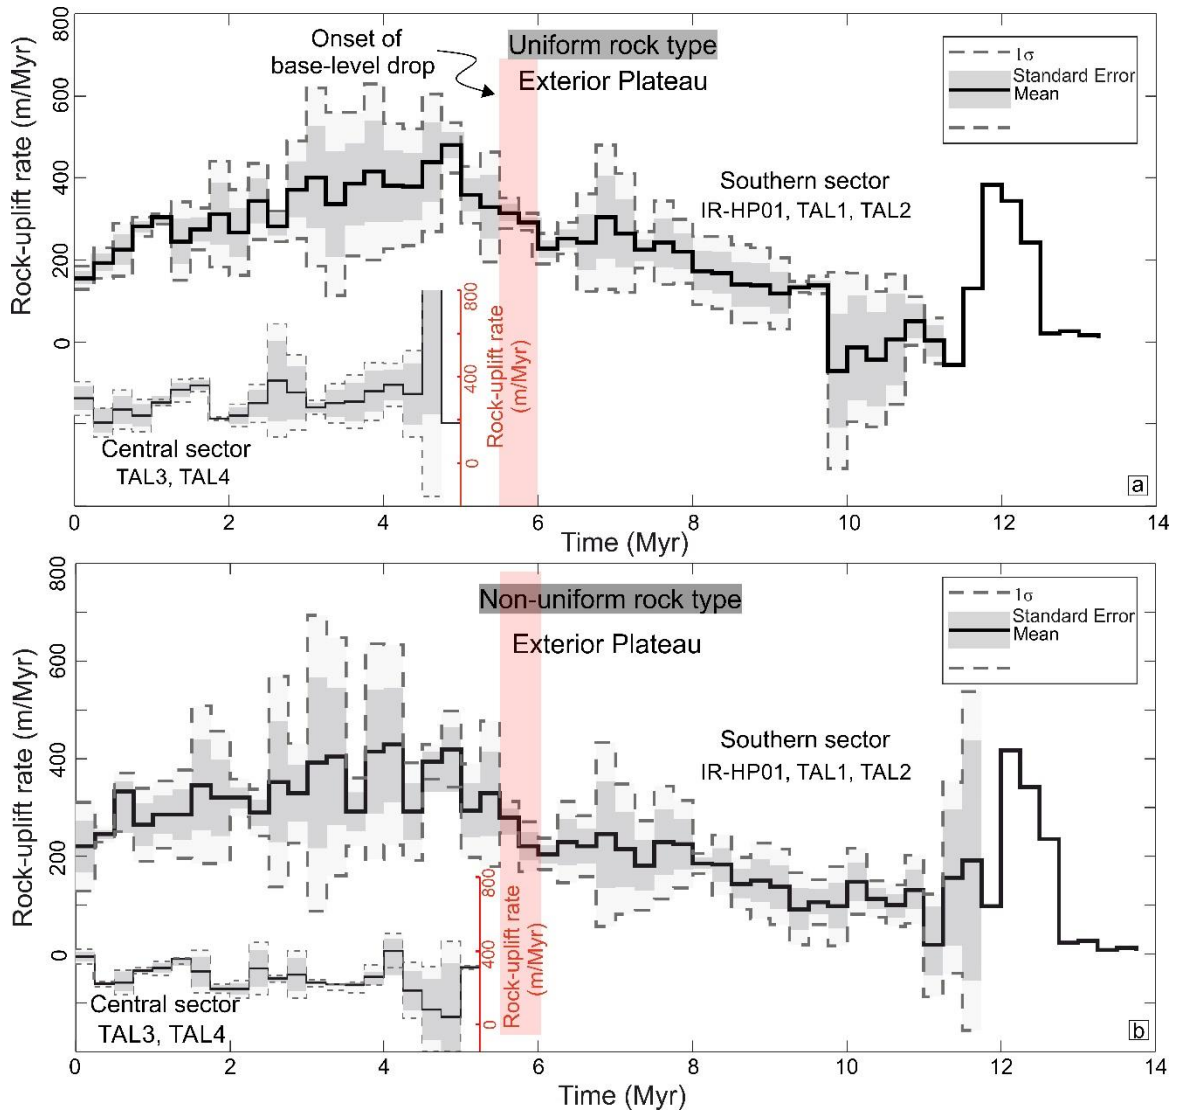 800
600
400
200
0
Rock-uplift rate (m/Myr)
Onset of
base-level drop
Uniform rock type
Exterior Plateau
1σ
Standard Error
Mean
Southern sector
IR-HP01, TAL1, TAL2
800
400
0
Rock-uplift rate
(m/Myr)
Central sector
TAL3, TAL4
a
0 2 4 6 8 10 12 14
Time (Myr)
800
600
400
200
0
Rock-uplift rate (m/Myr)
Non-uniform rock type
Exterior Plateau
1σ
Standard Error
Mean
Southern sector
IR-HP01, TAL1, TAL2
800
400
0
Rock-uplift rate
(m/Myr)
Central sector
TAL3, TAL4
b
0 2 4 6 8 10 12 14
Time (Myr)